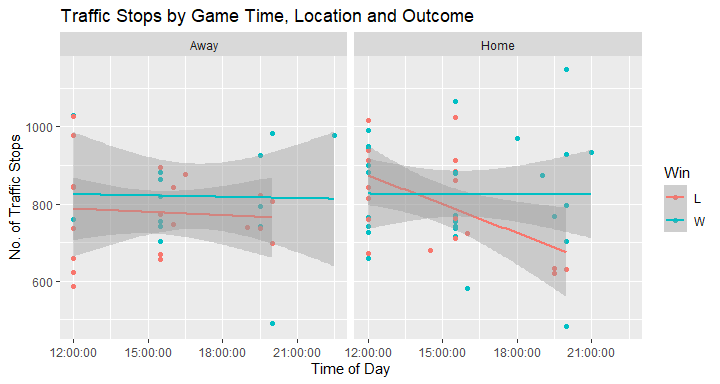 Traffic Stops by Game Time, Location and Outcome
Away
Home
No. of Traffic Stops
1000
800
600
12:00:00
15:00:00
18:00:00
21:00:00
12:00:00
15:00:00
18:00:00
21:00:00
Time of Day
Win
L
W